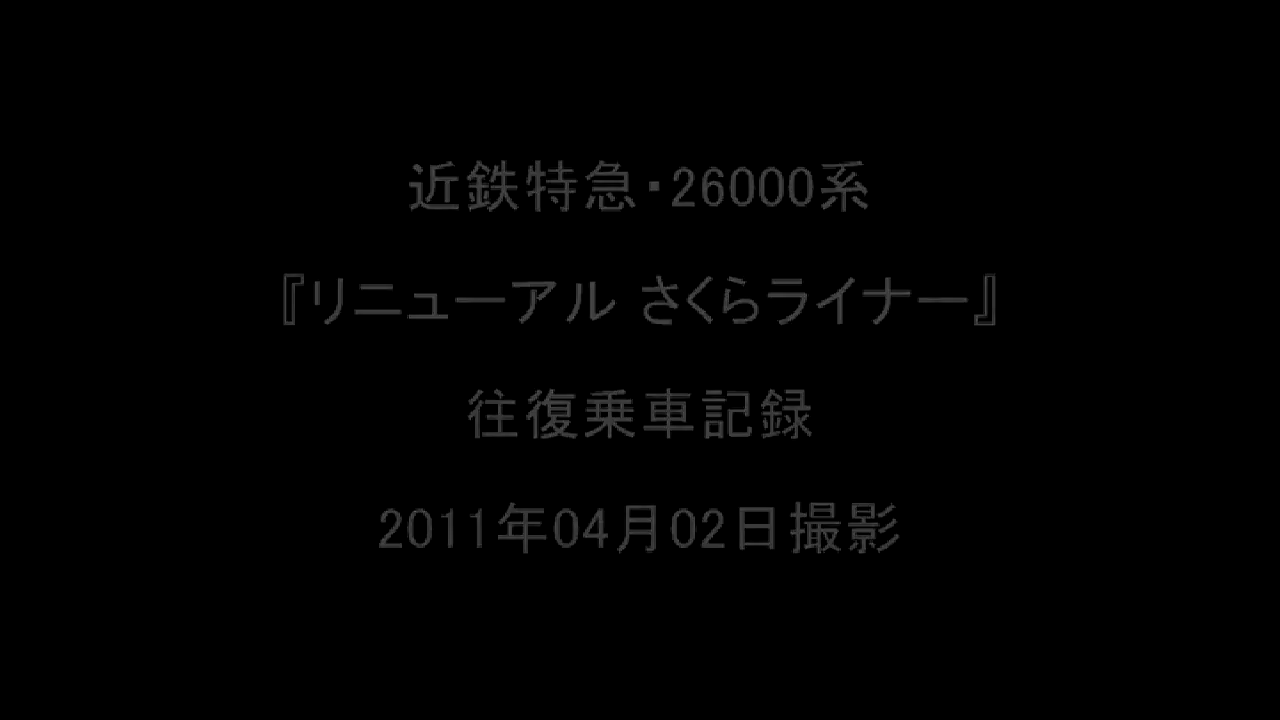 近鉄特急・26000系
『リニューアル さくらライナー』
往復乗車記録
2011年04月02日撮影